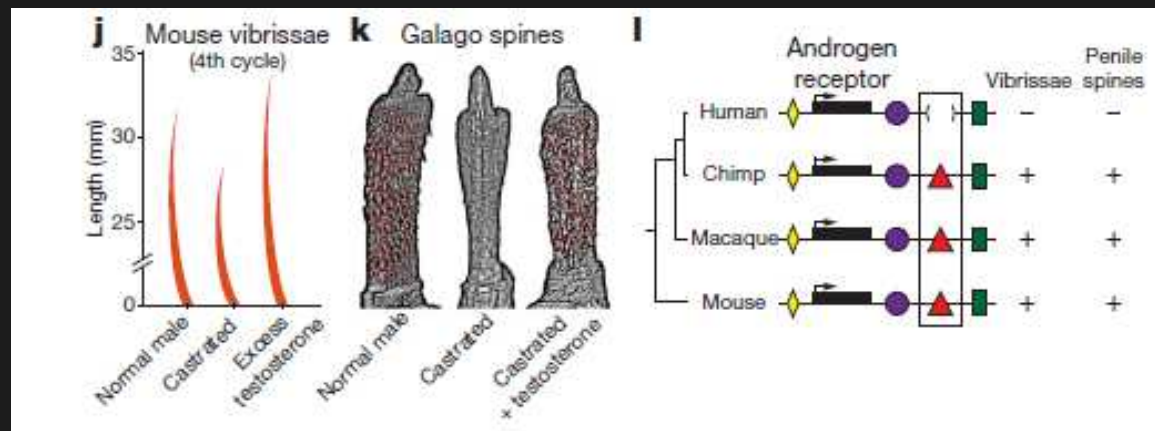 j Mouse vibrissae
(4th cycle)
35
30
25
0
Length (mm)
Normal male
Castrated
Excess
testosterone
k Galago spines
Normal male
Castrated
Castrated
+ testosterone
l
Androgen
receptor
Vibrissae
Penile
spines
Human − −
Chimp + +
Macaque + +
Mouse + +